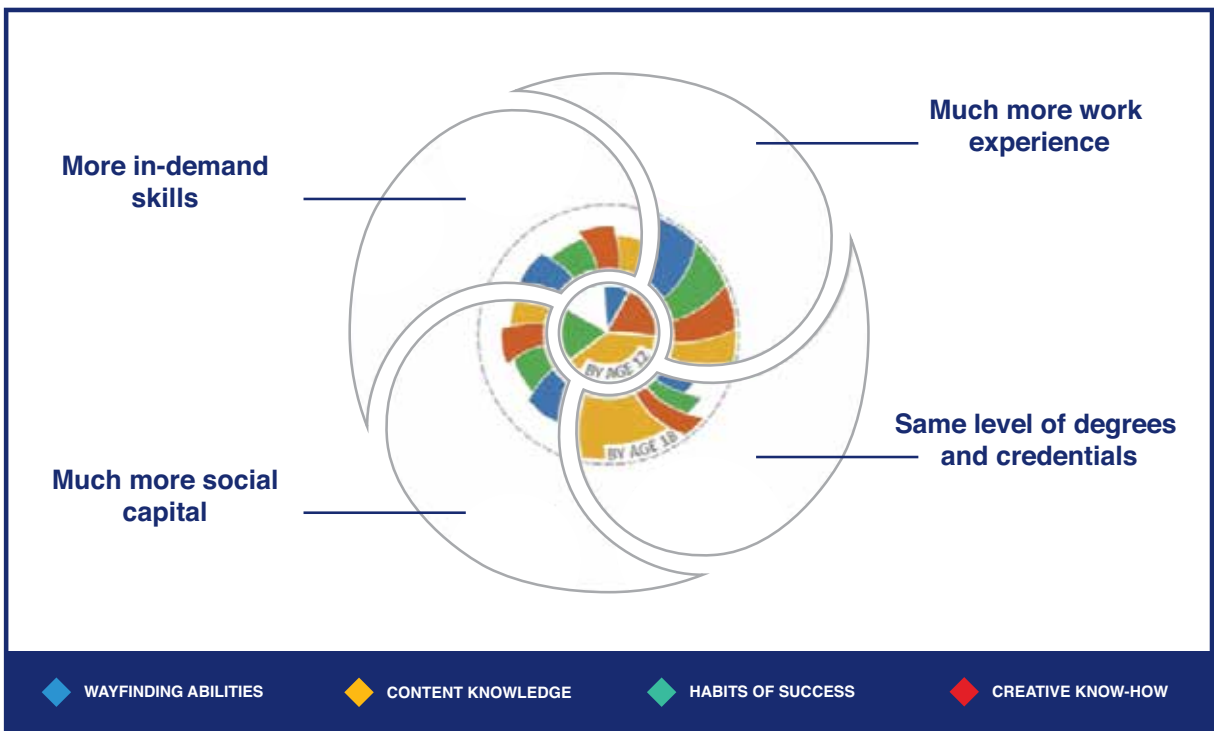 Much more work
experience
More in-demand
skills
BY AGE 12
BY AGE 18
Same level of degrees
and credentials
Much more social
capital
WAYFINDING ABILITIES
CONTENT KNOWLEDGE
HABITS OF SUCCESS
CREATIVE KNOW-HOW